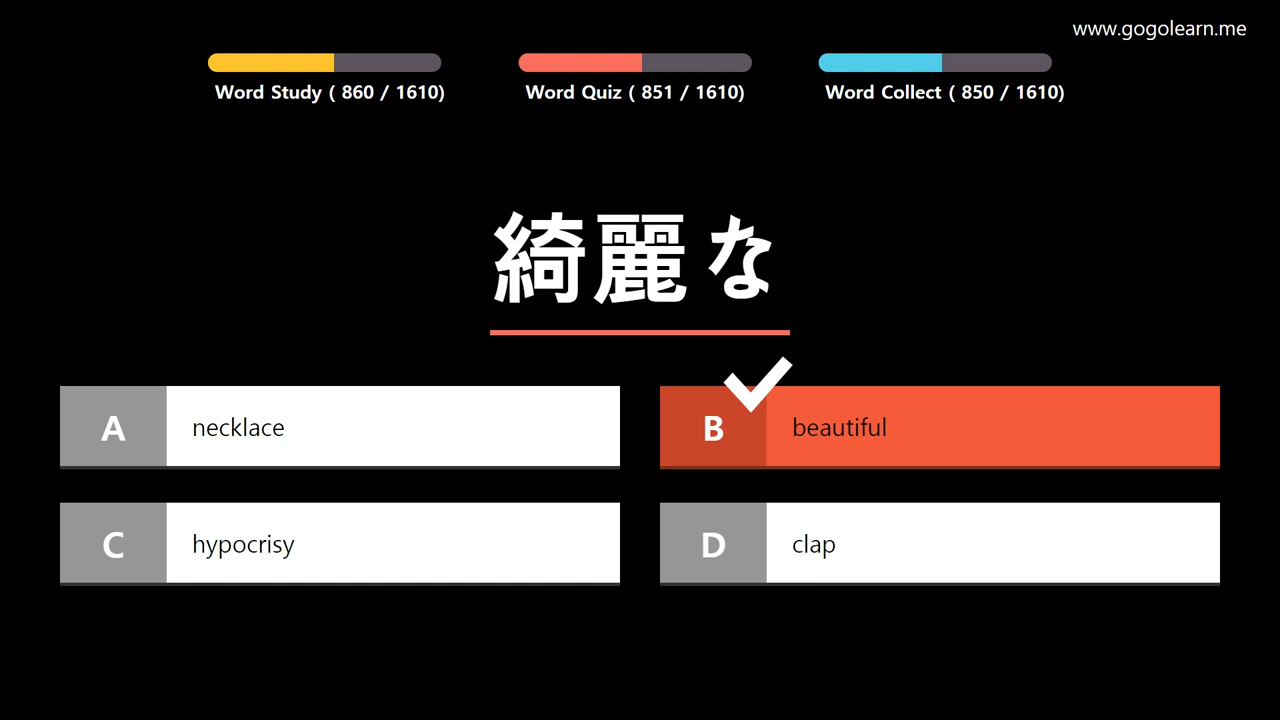 www.gogolearn.me
Word Study ( 860 / 1610)
Word Quiz ( 851 / 1610)
Word Collect ( 850 / 1610)
綺麗な
A necklace
B beautiful
C hypocrisy
D clap